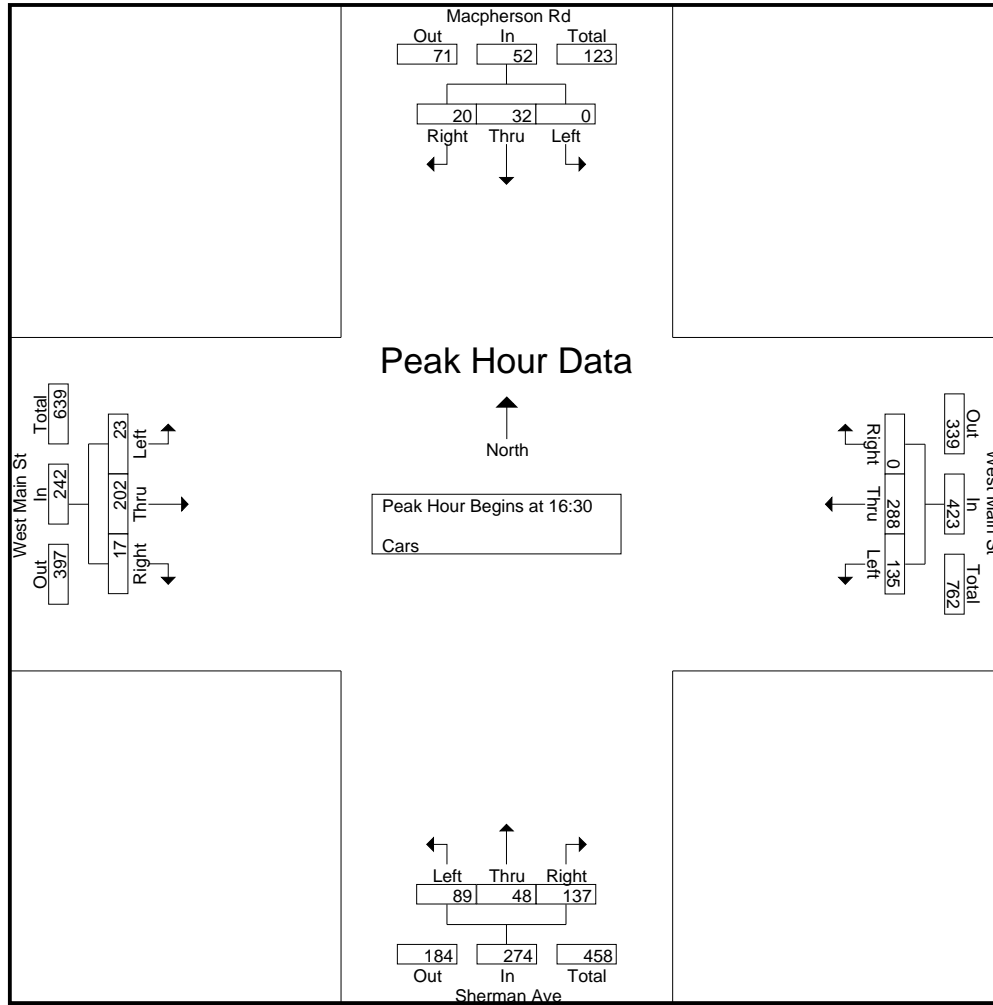 Macpherson Rd
Out In Total
71 52 123
20 32 0
Right Thru Left
Peak Hour Data
North
Peak Hour Begins at 16:30
Cars
West Main St
Total In Out
639 242 397
23 202 17
Left Thru Right
West Main St
Out In Total
339 423 762
0 288 135
Right Thru Left
Left Thru Right
89 48 137
184 274 458
Out In Total
Sherman Ave